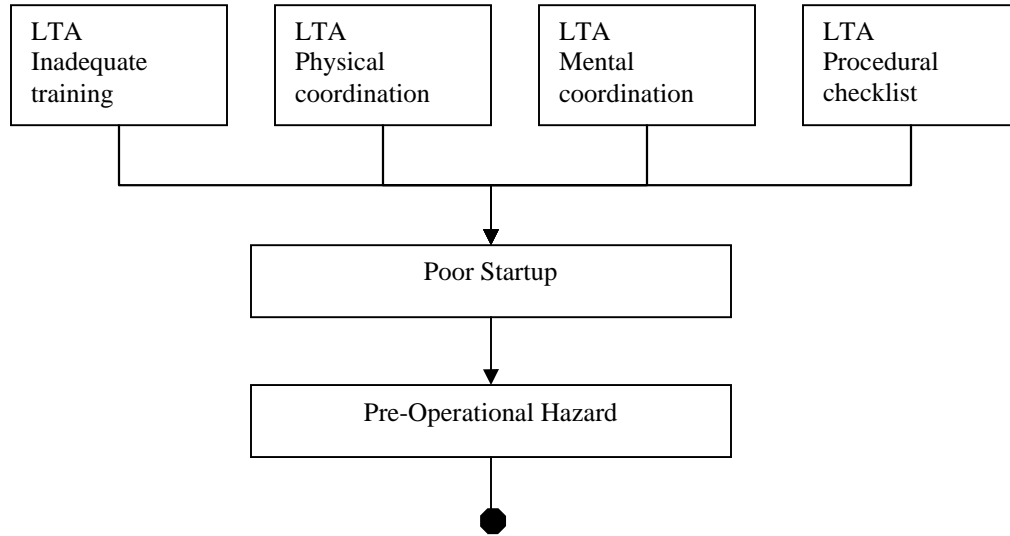 LTA
Inadequate
training
LTA
Physical
coordination
LTA
Mental
coordination
LTA
Procedural
checklist
Poor Startup
Pre-Operational Hazard